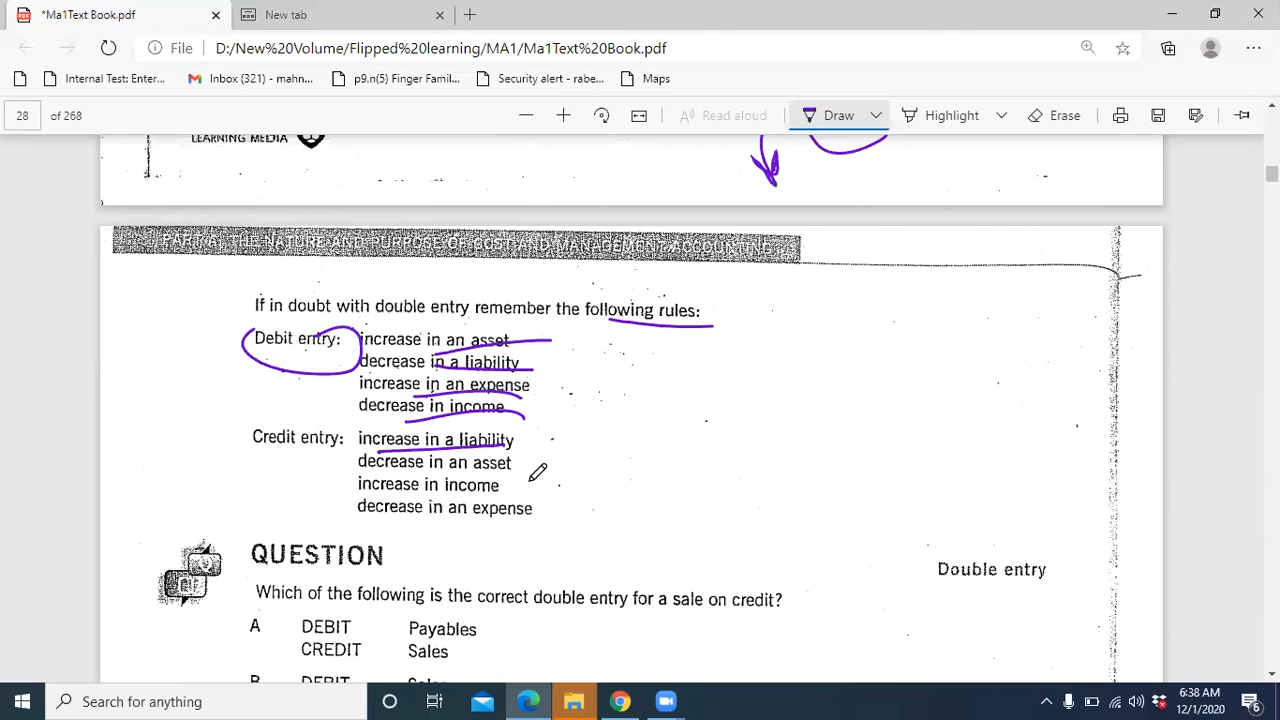 *Ma1Text Book.pdf
New tab
File
D:/New%20Volume/Flipped%20learning/MA1/Ma1Text%20Book.pdf
Internal Test: Enter...
Inbox (321) - mahn...
p9.n(5) Finger Famil...
Security alert - rabe...
Maps
28 of 268
Read aloud
Draw
Highlight
Erase
LEARNING MEDIA
PART A: THE NATURE AND PURPOSE OF COST AND MANAGEMENT ACCOUNTING
If in doubt with double entry remember the following rules:
Debit entry: increase in an asset
decrease in a liability
increase in an expense
decrease in income
Credit entry: increase in a liability
decrease in an asset
increase in income
decrease in an expense
QUESTION
Double entry
Which of the following is the correct double entry for a sale on credit?
A DEBIT Payables
CREDIT Sales
B DEBIT Sales
Search for anything
6:38 AM
12/1/2020
6